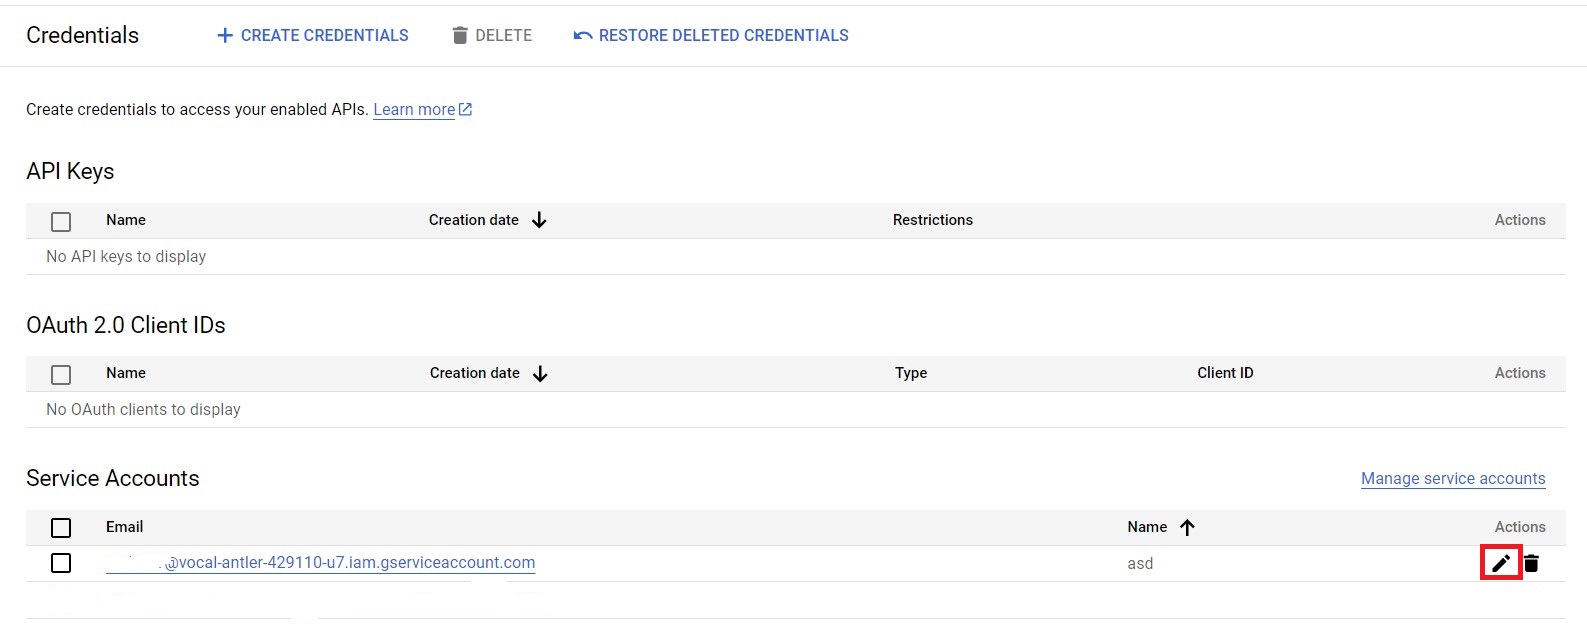 Credentials
CREATE CREDENTIALS
DELETE
RESTORE DELETED CREDENTIALS
Create credentials to access your enabled APIs. Learn more
API Keys
Name Creation date Restrictions Actions
No API keys to display
OAuth 2.0 Client IDs
Name Creation date Type Client ID Actions
No OAuth clients to display
Service Accounts Manage service accounts
Email Name Actions
@vocal-antler-429110-u7.iam.gserviceaccount.com asd